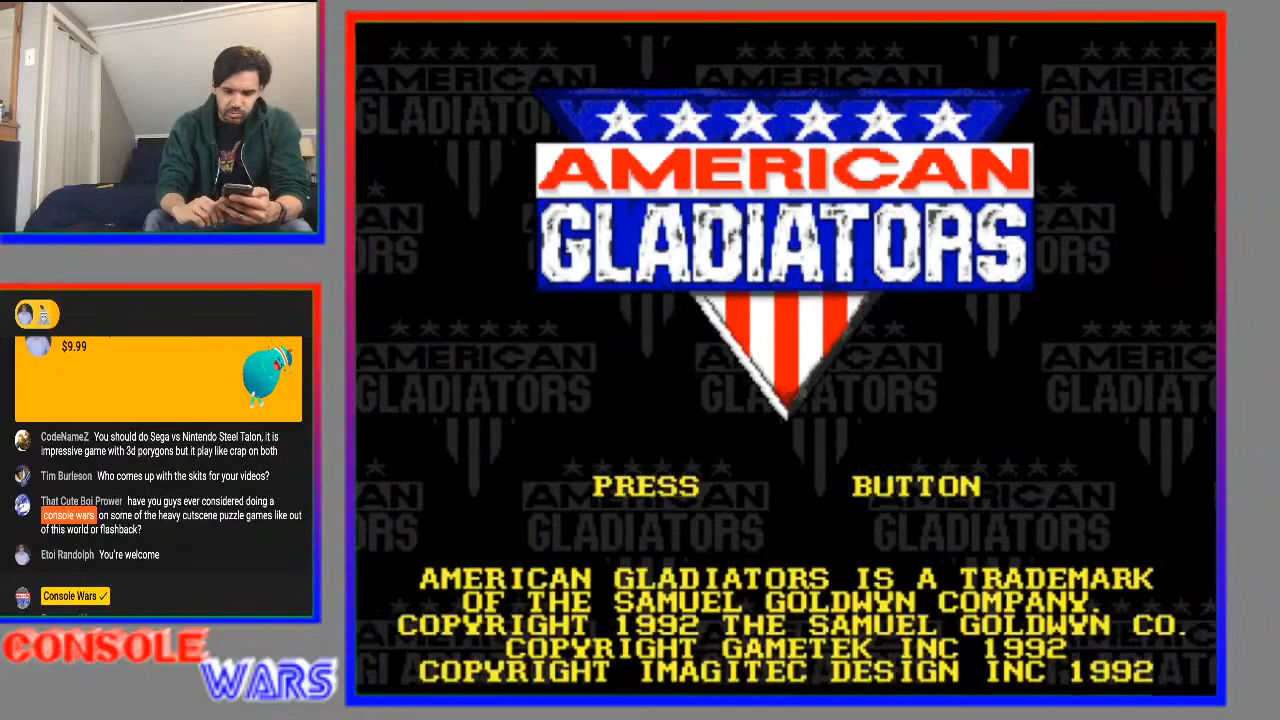 $9.99
CodeNameZ You should do Sega vs Nintendo Steel Talon, it is
impressive game with 3d porygons but it play like crap on both
Tim Burleson Who comes up with the skits for your videos?
That Cute Boi Prower have you guys ever considered doing a
console wars on some of the heavy cutscene puzzle games like out
of this world or flashback?
Etoi Randolph You're welcome
Console Wars ✓
CONSOLE
WARS
AMERICAN
GLADIATORS
PRESS BUTTON
AMERICAN GLADIATORS IS A TRADEMARK
OF THE SAMUEL GOLDWYN COMPANY.
COPYRIGHT 1992 THE SAMUEL GOLDWYN CO.
COPYRIGHT GAMETEK INC 1992
COPYRIGHT IMAGITEC DESIGN INC 1992